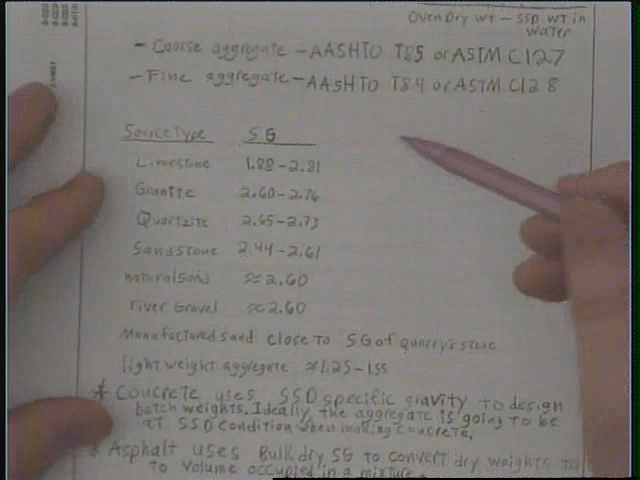 Oven Dry WT - SSD WT in
Water
- Coarse aggregate - AASHTO T85 or ASTM C127
- Fine aggregate - AASHTO T84 or ASTM C128
Source Type SG
Limestone 1.88 - 2.81
Granite 2.60 - 2.76
Quartzite 2.65 - 2.73
Sandstone 2.44 - 2.61
natural sand ≈ 2.60
river Gravel ≈ 2.60
Manufactured sand close to SG of Quarry's stone
light weight aggregate ≈ 1.25 - 1.55
* Concrete uses SSD specific gravity to design
batch weights. Ideally, the aggregate is going to be
at SSD condition when making concrete.
* Asphalt uses Bulk dry SG to convert dry weights to
to volume occupied in a mixture.